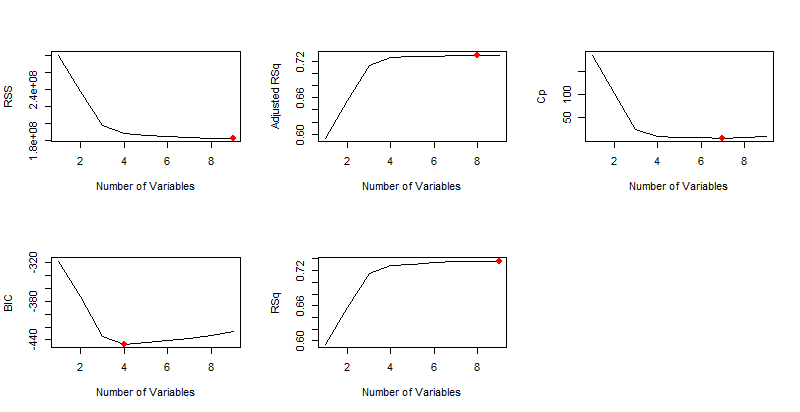 RSS
1.8e+08
2.4e+08
2
4
6
8
Number of Variables
Adjusted RSq
0.60
0.66
0.72
2
4
6
8
Number of Variables
Cp
50
100
2
4
6
8
Number of Variables
BIC
-440
-380
-320
2
4
6
8
Number of Variables
RSq
0.60
0.66
0.72
2
4
6
8
Number of Variables